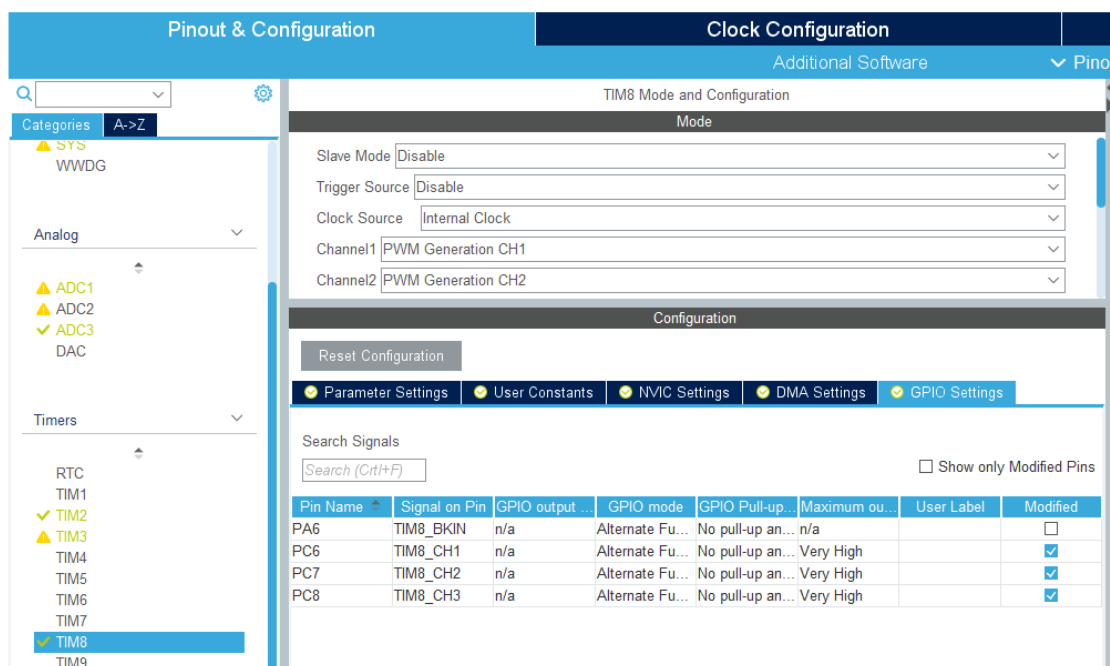 Pinout & Configuration
Clock Configuration
Additional Software
Pino
Categories
A->Z
SYS
WWDG
Analog
ADC1
ADC2
ADC3
DAC
Timers
RTC
TIM1
TIM2
TIM3
TIM4
TIM5
TIM6
TIM7
TIM8
TIM9
TIM8 Mode and Configuration
Mode
Slave Mode Disable
Trigger Source Disable
Clock Source Internal Clock
Channel1 PWM Generation CH1
Channel2 PWM Generation CH2
Configuration
Reset Configuration
Parameter Settings
User Constants
NVIC Settings
DMA Settings
GPIO Settings
Search Signals
Search (CrtI+F)
Show only Modified Pins
Pin Name Signal on Pin GPIO output ... GPIO mode GPIO Pull-up... Maximum ou... User Label Modified
PA6 TIM8_BKIN n/a Alternate Fu... No pull-up an... n/a
PC6 TIM8_CH1 n/a Alternate Fu... No pull-up an... Very High
PC7 TIM8_CH2 n/a Alternate Fu... No pull-up an... Very High
PC8 TIM8_CH3 n/a Alternate Fu... No pull-up an... Very High